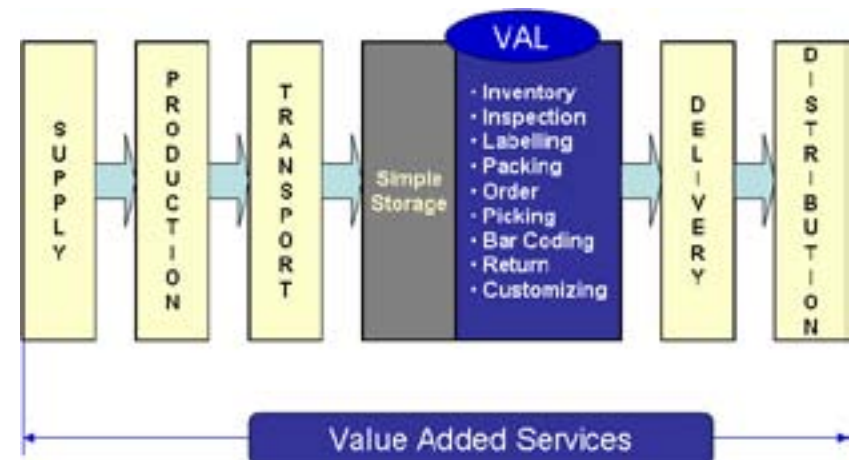 VAL
SUPPLY
PRODUCTION
TRANSPORT
Simple
Storage
• Inventory
• Inspection
• Labelling
• Packing
• Order
• Picking
• Bar Coding
• Return
• Customizing
DELIVERY
DISTRIBUTION
Value Added Services